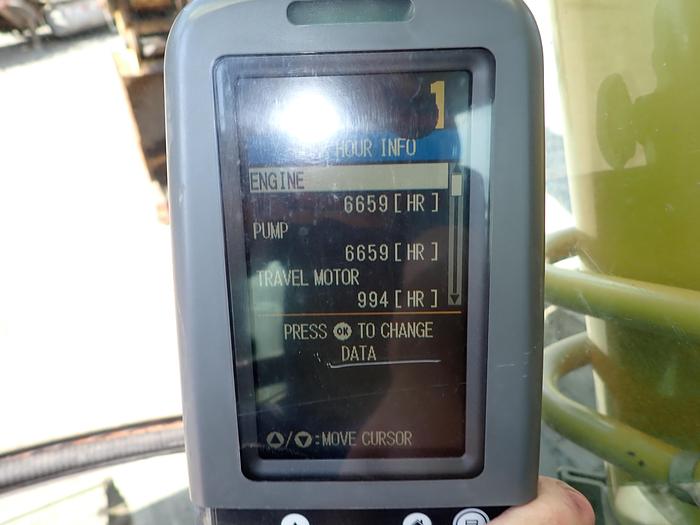 1
HOUR INFO
ENGINE
6659[HR]
PUMP
6659[HR]
TRAVEL MOTOR
994[HR]
PRESS OK TO CHANGE
DATA
/ :MOVE CURSOR